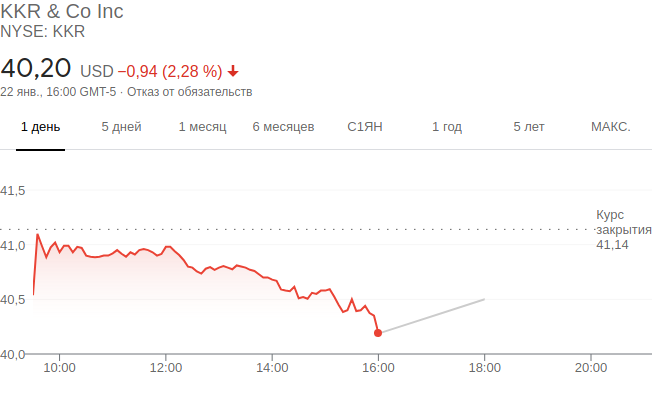 KKR & Co Inc
NYSE: KKR
40,20 USD −0,94 (2,28 %)
22 янв., 16:00 GMT-5 · Отказ от обязательств
1 день 5 дней 1 месяц 6 месяцев С1ЯН 1 год 5 лет МАКС.
41,5
Курс
закрытия
41,0 41,14
40,5
40,0
10:00 12:00 14:00 16:00 18:00 20:00